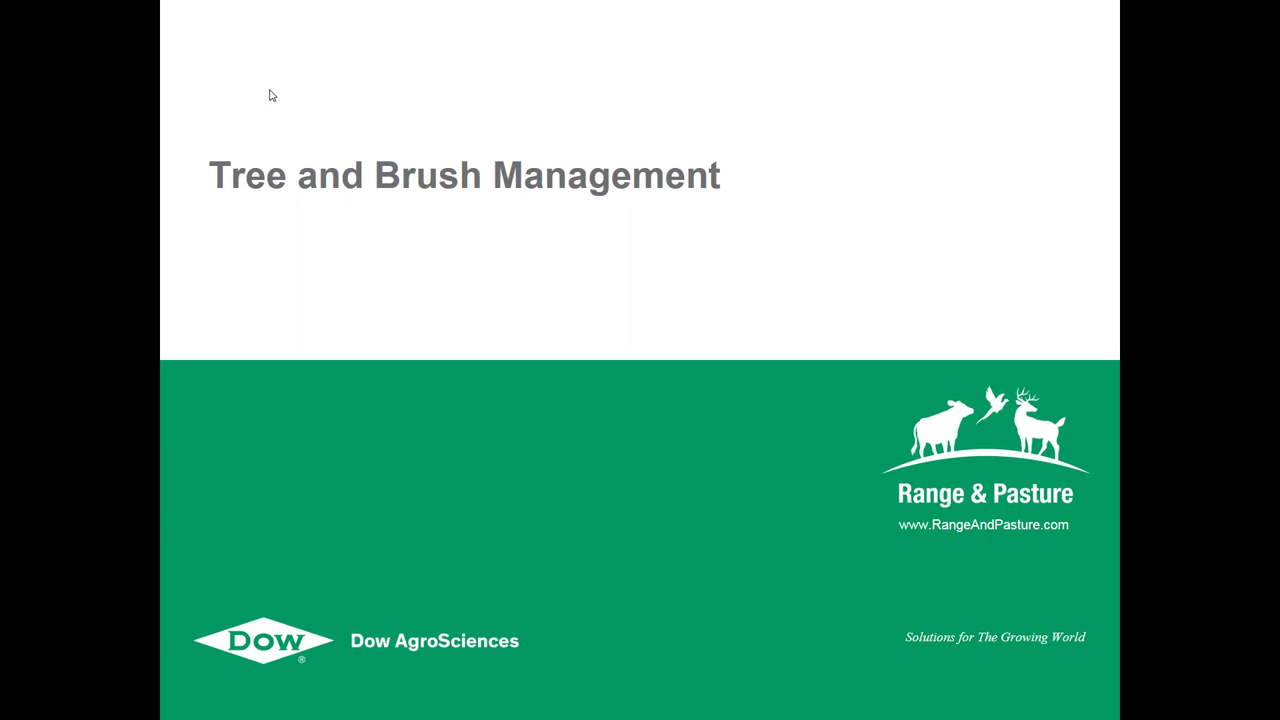 Tree and Brush Management
Range & Pasture
www.RangeAndPasture.com
DOW
®
Dow AgroSciences
Solutions for The Growing World